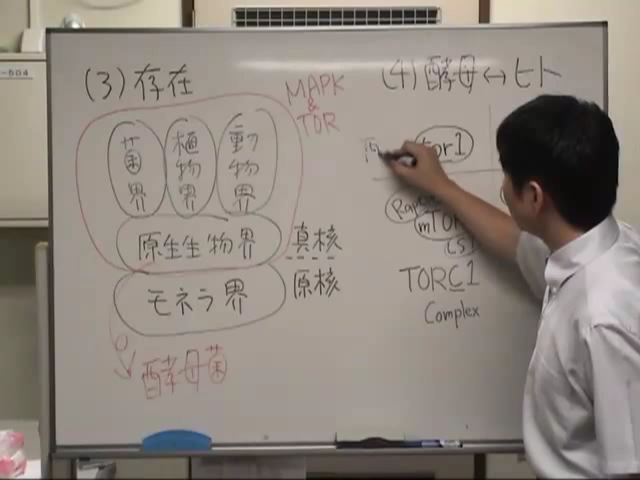 (3) 存在
MAPK
&
TOR
菌界
植物界
動物界
原生生物界
真核
原核
モネラ界
酵母菌
(4) 酵母 ↔ ヒト
Tor1
mTOR
TORC1
Complex